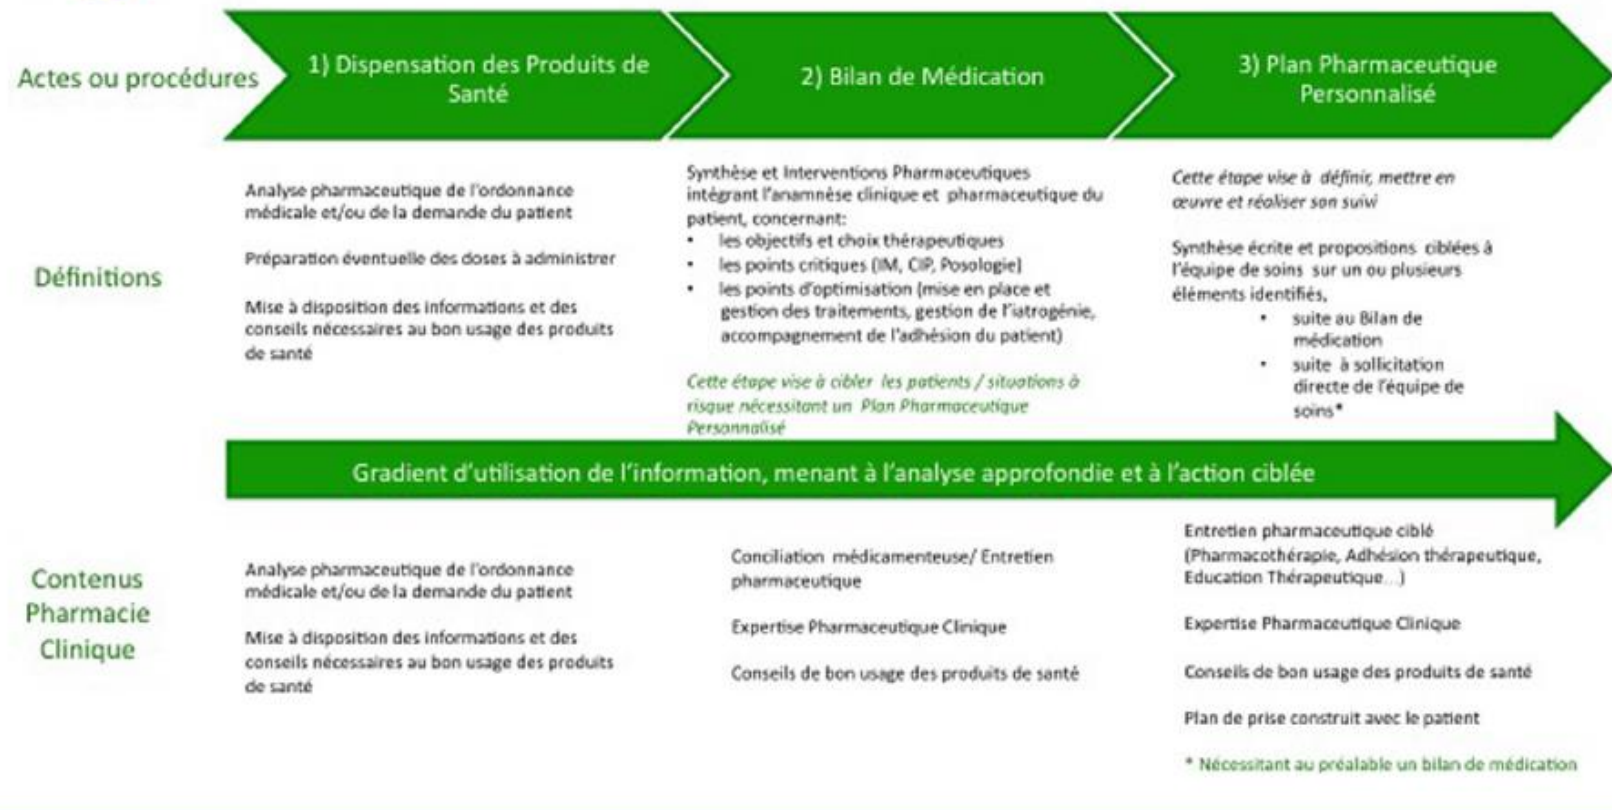 Actes ou procédures
1) Dispensation des Produits de
Santé
2) Bilan de Médication
3) Plan Pharmaceutique
Personnalisé
Définitions
Analyse pharmaceutique de l'ordonnance
médicale et/ou de la demande du patient
Préparation éventuelle des doses à administrer
Mise à disposition des informations et des
conseils nécessaires au bon usage des produits
de santé
Synthèse et Interventions Pharmaceutiques
intégrant l'anamnèse clinique et pharmaceutique du
patient, concernant:
• les objectifs et choix thérapeutiques
• les points critiques (IM, CIP, Posologie)
• les points d'optimisation (mise en place et
gestion des traitements, gestion de l'iatrogénie,
accompagnement de l'adhésion du patient)
Cette étape vise à cibler les patients / situations à
risque nécessitant un Plan Pharmaceutique
Personnalisé
Cette étape vise à définir, mettre en
œuvre et réaliser son suivi
Synthèse écrite et propositions ciblées à
l'équipe de soins sur un ou plusieurs
éléments identifiés,
• suite au Bilan de
médication
• suite à sollicitation
directe de l'équipe de
soins*
Gradient d'utilisation de l'information, menant à l'analyse approfondie et à l'action ciblée
Contenus
Pharmacie
Clinique
Analyse pharmaceutique de l'ordonnance
médicale et/ou de la demande du patient
Mise à disposition des informations et des
conseils nécessaires au bon usage des produits
de santé
Conciliation médicamenteuse/ Entretien
pharmaceutique
Expertise Pharmaceutique Clinique
Conseils de bon usage des produits de santé
Entretien pharmaceutique ciblé
(Pharmacothérapie, Adhésion thérapeutique,
Education Thérapeutique...)
Expertise Pharmaceutique Clinique
Conseils de bon usage des produits de santé
Plan de prise construit avec le patient
* Nécessitant au préalable un bilan de médication